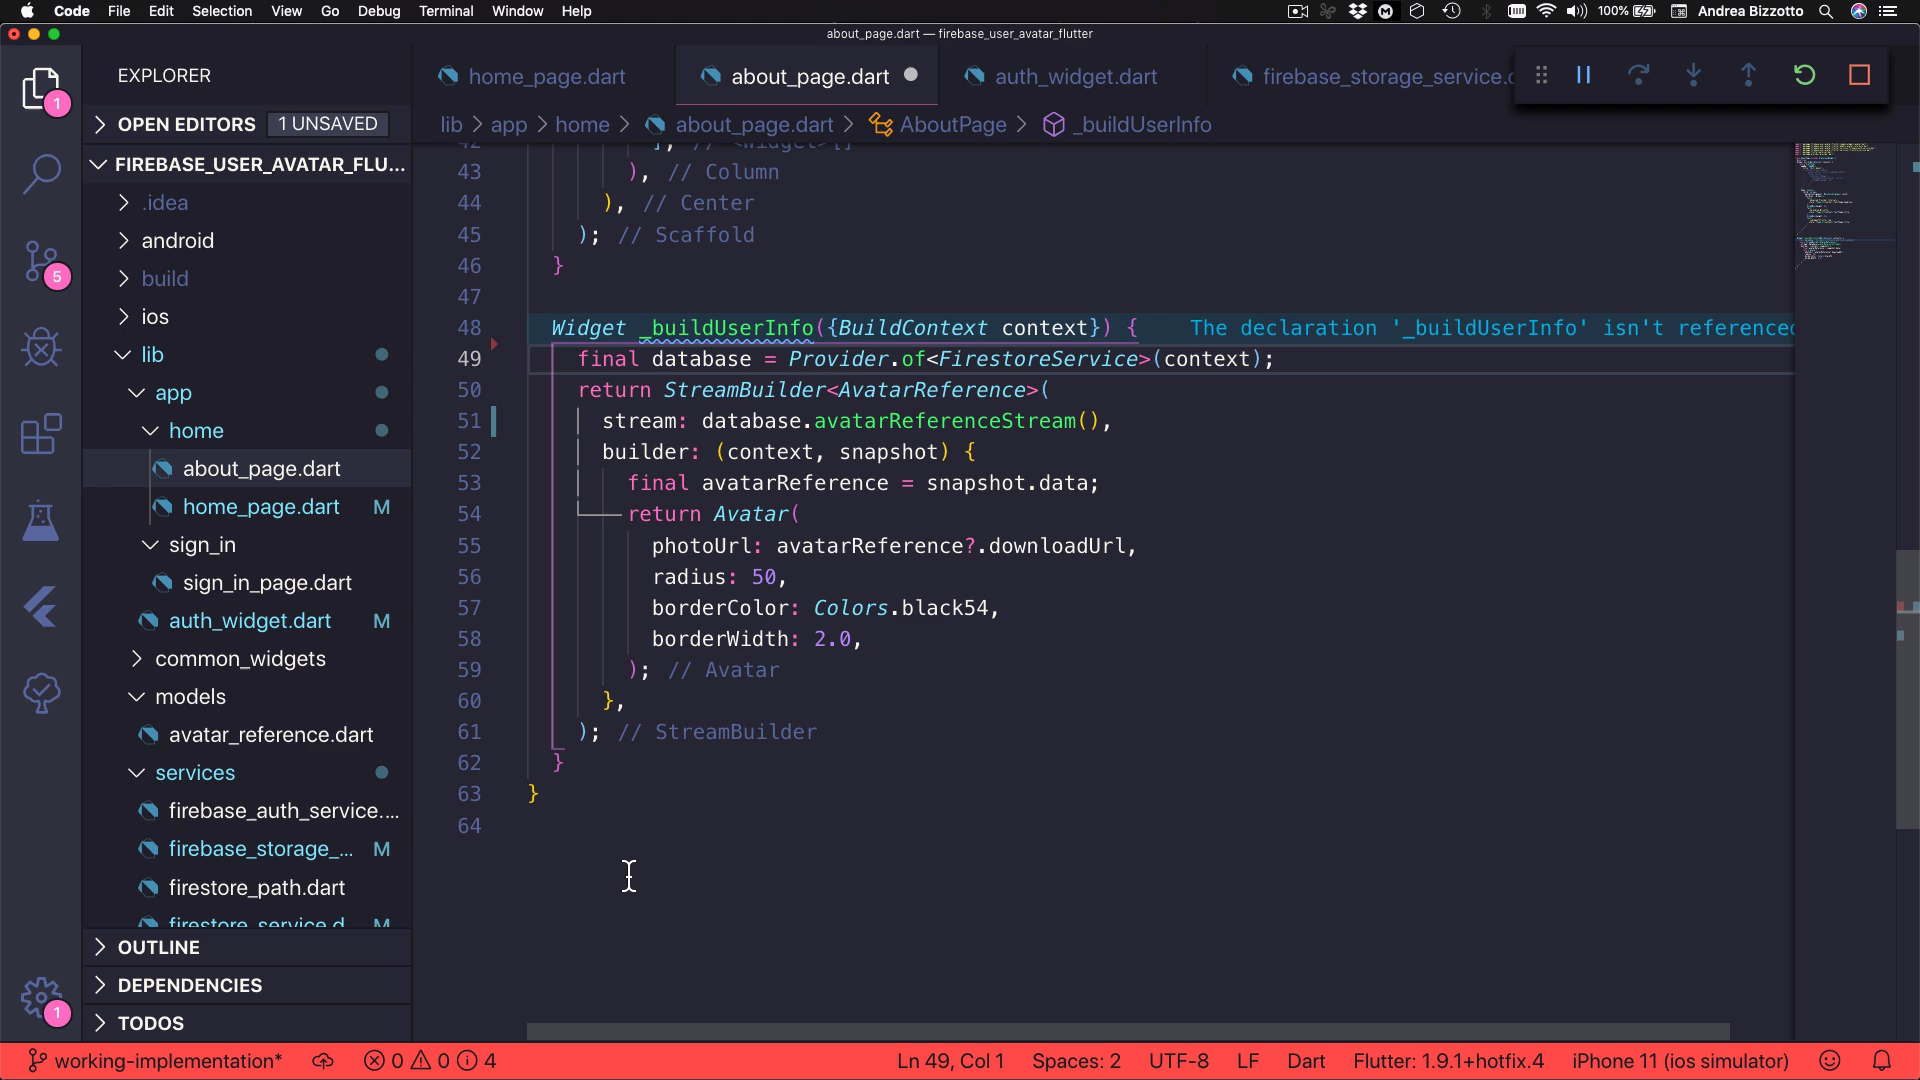 Code File Edit Selection View Go Debug Terminal Window Help 100% Andrea Bizzotto
about_page.dart — firebase_user_avatar_flutter
EXPLORER
home_page.dart about_page.dart auth_widget.dart firebase_storage_service.
OPEN EDITORS 1 UNSAVED
lib > app > home > about_page.dart > AboutPage > _buildUserInfo
FIREBASE_USER_AVATAR_FLU...
.idea
android
build
ios
lib
app
home
about_page.dart
home_page.dart M
sign_in
sign_in_page.dart
auth_widget.dart M
common_widgets
models
avatar_reference.dart
services
firebase_auth_service....
firebase_storage_... M
firestore_path.dart
firestore_service.d M
OUTLINE
DEPENDENCIES
TODOS
1
5
1
42 ], // <Widget>[]
43 ), // Column
44 ), // Center
45 ); // Scaffold
46 }
47
48 Widget _buildUserInfo({BuildContext context}) { The declaration '_buildUserInfo' isn't referenced
49 final database = Provider.of<FirestoreService>(context);
50 return StreamBuilder<AvatarReference>(
51 stream: database.avatarReferenceStream(),
52 builder: (context, snapshot) {
53 final avatarReference = snapshot.data;
54 return Avatar(
55 photoUrl: avatarReference?.downloadUrl,
56 radius: 50,
57 borderColor: Colors.black54,
58 borderWidth: 2.0,
59 ); // Avatar
60 },
61 ); // StreamBuilder
62 }
63 }
64
working-implementation* 0 0 4 Ln 49, Col 1 Spaces: 2 UTF-8 LF Dart Flutter: 1.9.1+hotfix.4 iPhone 11 (ios simulator)